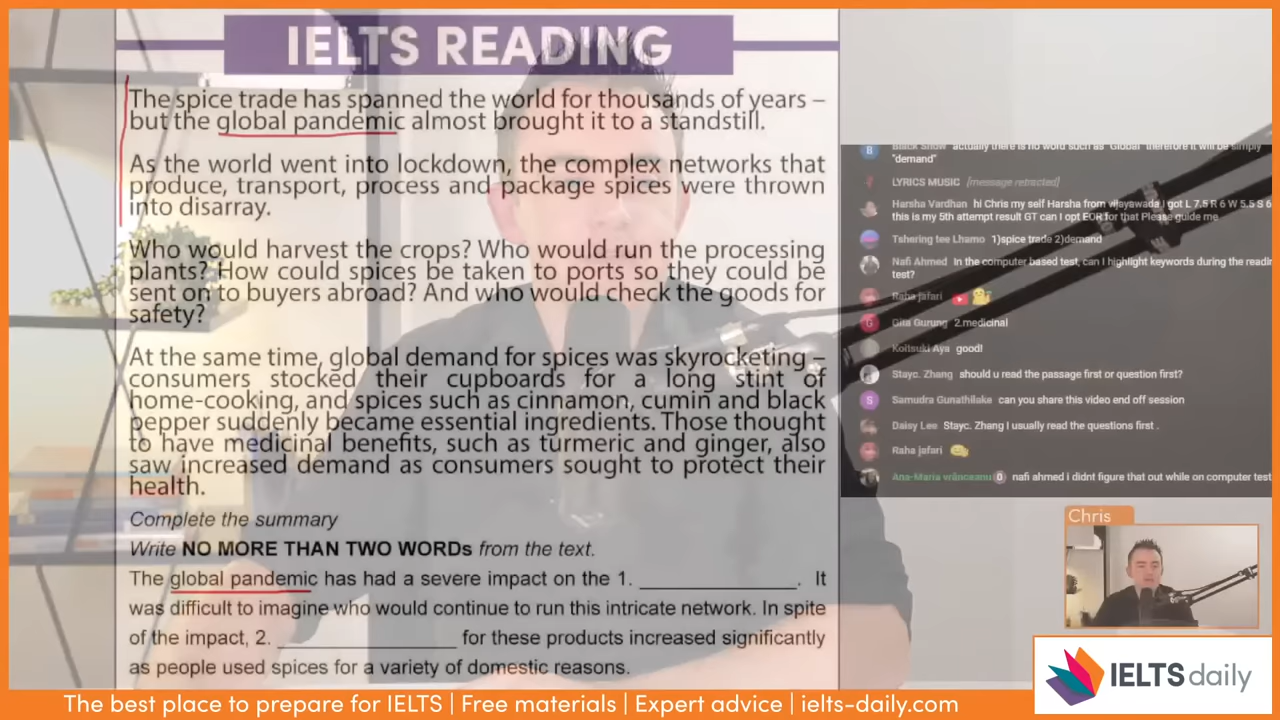 IELTS READING
The spice trade has spanned the world for thousands of years –
but the global pandemic almost brought it to a standstill.
As the world went into lockdown, the complex networks that
produce, transport, process and package spices were thrown
into disarray.
Who would harvest the crops? Who would run the processing
plants? How could spices be taken to ports so they could be
sent on to buyers abroad? And who would check the goods for
safety?
At the same time, global demand for spices was skyrocketing –
consumers stocked their cupboards for a long stint of
home-cooking, and spices such as cinnamon, cumin and black
pepper suddenly became essential ingredients. Those thought
to have medicinal benefits, such as turmeric and ginger, also
saw increased demand as consumers sought to protect their
health.
Complete the summary
Write NO MORE THAN TWO WORDs from the text.
The global pandemic has had a severe impact on the 1. ______________. It
was difficult to imagine who would continue to run this intricate network. In spite
of the impact, 2. ________________ for these products increased significantly
as people used spices for a variety of domestic reasons.
B
actually there is no word such as "Global" therefore it will be simply
"demand"
LYRICS MUSIC [message retracted]
Harsha Vardhan hi Chris my self Harsha from vijayawada I got L 7.5 R 6 W 5.5 S 6
this is my 5th attempt result GT can I opt EOR for that Please guide me
Tshering tee Lhamo 1)spice trade 2)demand
Nafi Ahmed In the computer based test, can I highlight keywords during the readin
test?
Raha jafari
G Gita Gurung 2.medicinal
Koitsuki Aya good!
Stayc. Zhang should u read the passage first or question first?
S Samudra Gunathilake can you share this video end off session
Daisy Lee Stayc. Zhang I usually read the questions first .
Raha jafari
Ana-Maria vrânceanu nafi ahmed i didnt figure that out while on computer test
Chris
IELTS daily
The best place to prepare for IELTS | Free materials | Expert advice | ielts-daily.com